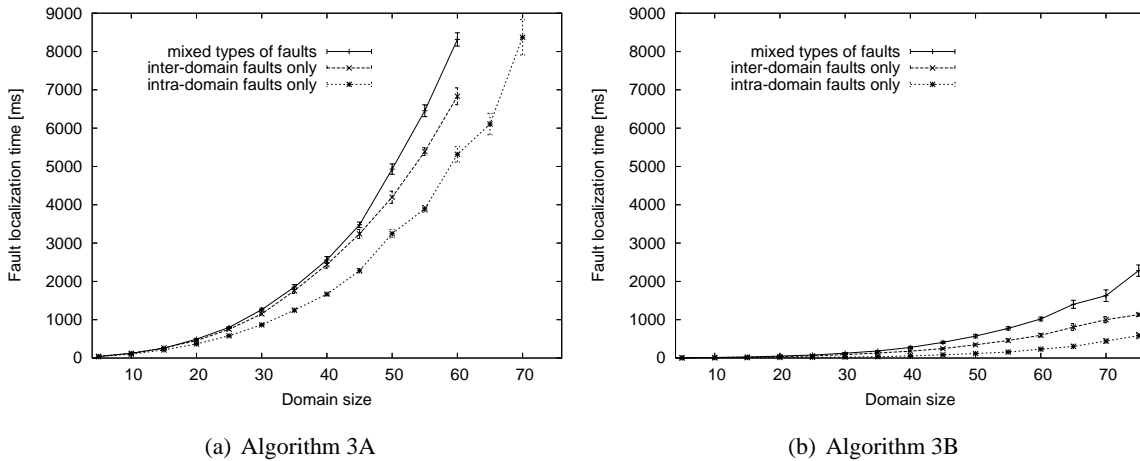 9000
8000
7000
6000
5000
4000
3000
2000
1000
0
Fault localization time [ms]
mixed types of faults
inter-domain faults only
intra-domain faults only
10 20 30 40 50 60 70
Domain size
(a) Algorithm 3A
9000
8000
7000
6000
5000
4000
3000
2000
1000
0
Fault localization time [ms]
mixed types of faults
inter-domain faults only
intra-domain faults only
10 20 30 40 50 60 70
Domain size
(b) Algorithm 3B